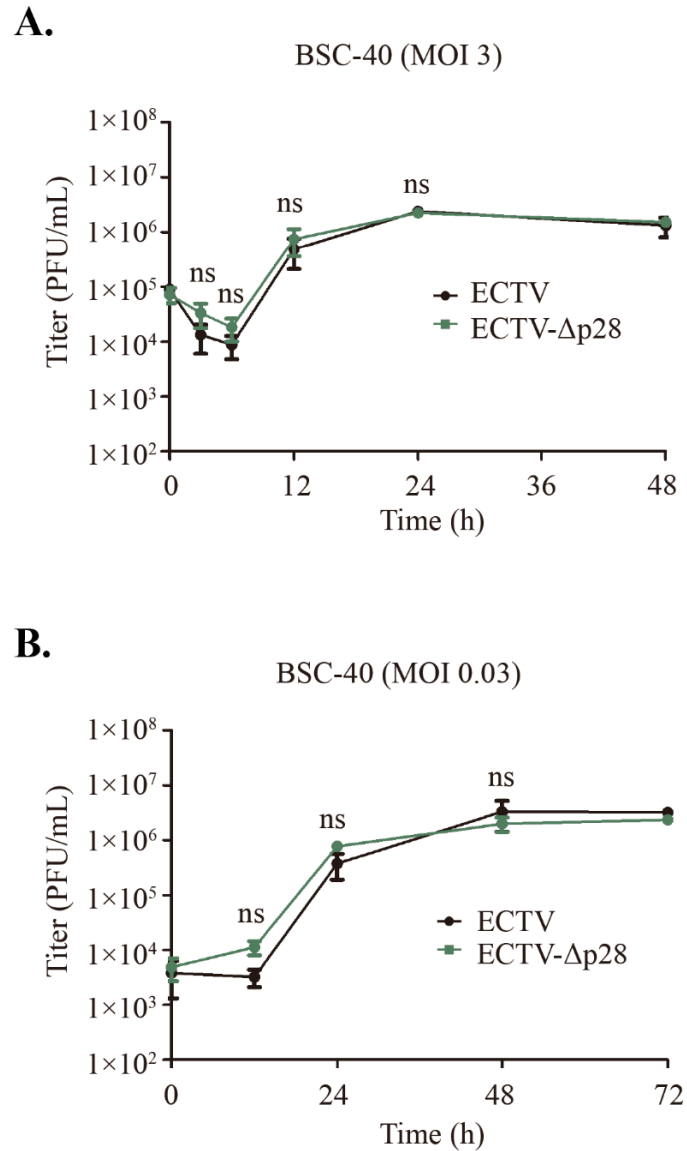 A.
BSC-40 (MOI 3)
Titer (PFU/mL)
1×10⁸
1×10⁷
1×10⁶
1×10⁵
1×10⁴
1×10³
1×10²
ns
ns
ns
ns
ECTV
ECTV-Δp28
0
12
24
36
48
Time (h)
B.
BSC-40 (MOI 0.03)
Titer (PFU/mL)
1×10⁸
1×10⁷
1×10⁶
1×10⁵
1×10⁴
1×10³
1×10²
ns
ns
ns
ECTV
ECTV-Δp28
0
24
48
72
Time (h)